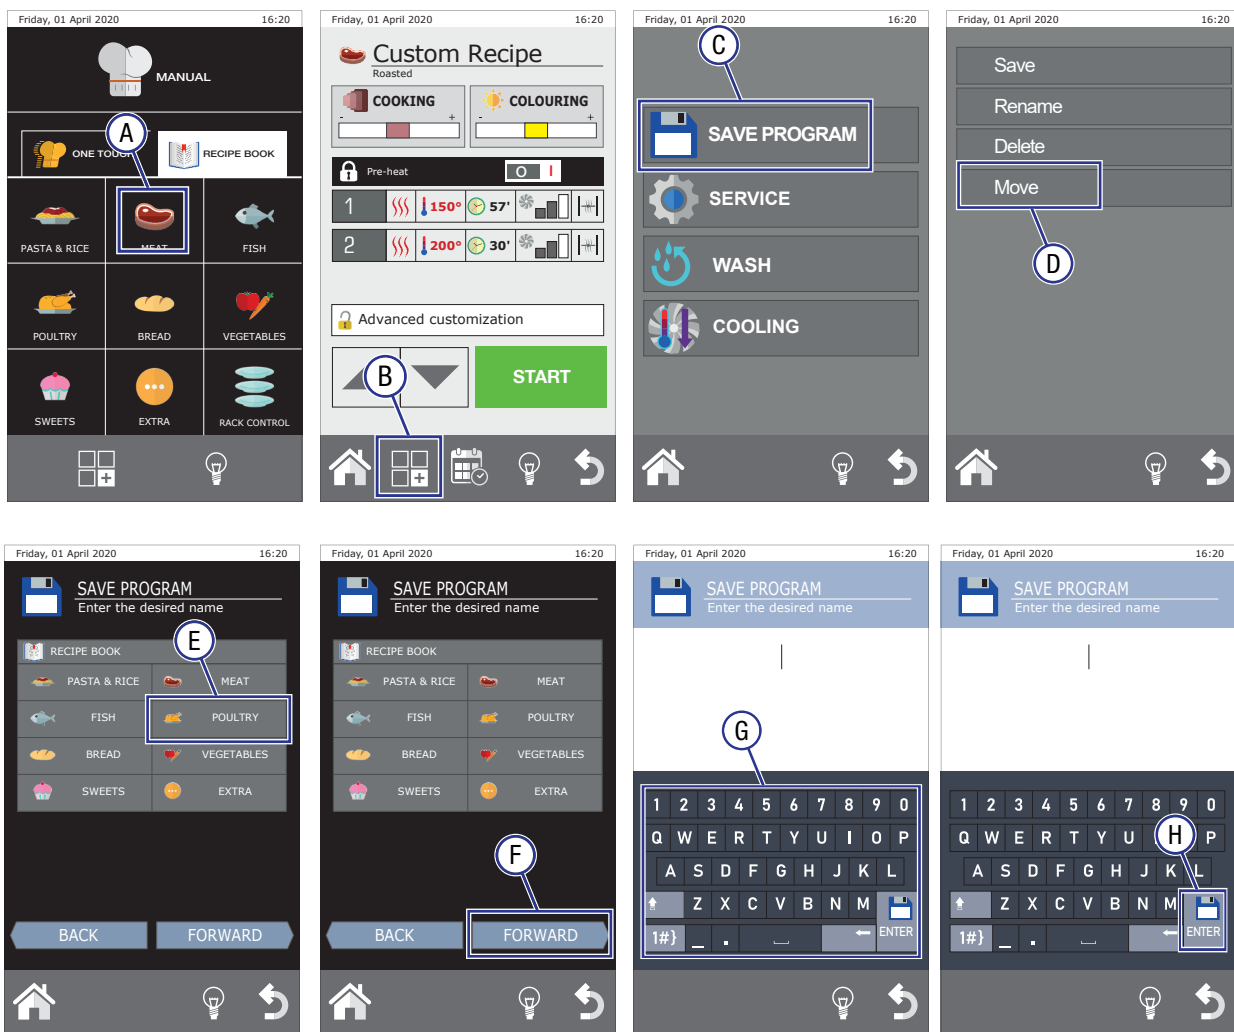 Friday, 01 April 2020 16:20
MANUAL
A
ONE TOUCH RECIPE BOOK
PASTA & RICE MEAT FISH
POULTRY BREAD VEGETABLES
SWEETS EXTRA RACK CONTROL
Friday, 01 April 2020 16:20
Custom Recipe
Roasted
COOKING COLOURING
- + - +
Pre-heat O I
1 150° 57'
2 200° 30'
Advanced customization
B
START
Friday, 01 April 2020 16:20
C
SAVE PROGRAM
SERVICE
WASH
COOLING
Friday, 01 April 2020 16:20
Save
Rename
Delete
Move
D
Friday, 01 April 2020 16:20
SAVE PROGRAM
Enter the desired name
E
RECIPE BOOK
PASTA & RICE MEAT
FISH POULTRY
BREAD VEGETABLES
SWEETS EXTRA
BACK FORWARD
Friday, 01 April 2020 16:20
SAVE PROGRAM
Enter the desired name
RECIPE BOOK
PASTA & RICE MEAT
FISH POULTRY
BREAD VEGETABLES
SWEETS EXTRA
F
BACK FORWARD
Friday, 01 April 2020 16:20
SAVE PROGRAM
Enter the desired name
G
1 2 3 4 5 6 7 8 9 0
Q W E R T Y U I O P
A S D F G H J K L
Z X C V B N M
1#} _ . ENTER
Friday, 01 April 2020 16:20
SAVE PROGRAM
Enter the desired name
1 2 3 4 5 6 7 8 9 0
Q W E R T Y U P
H
A S D F G H J K L
Z X C V B N M
1#} _ . ENTER